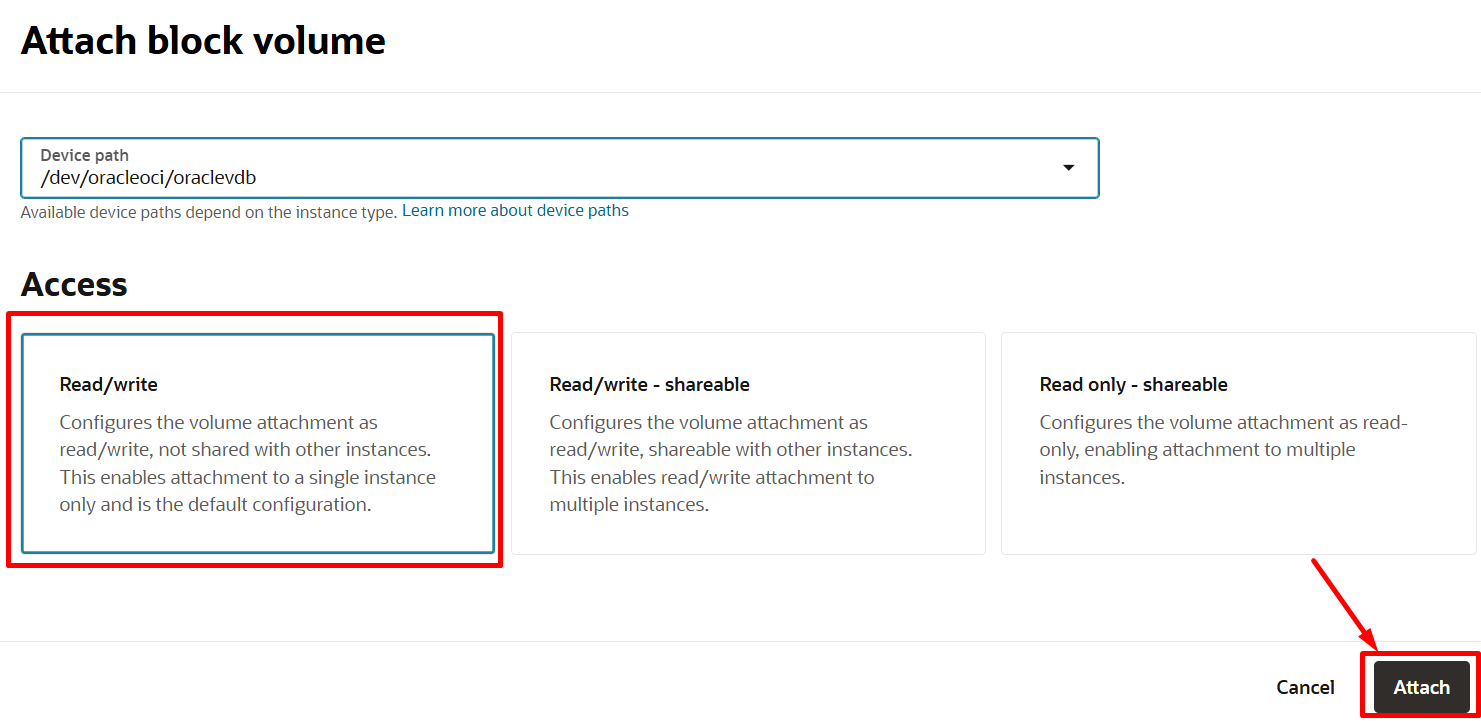 Attach block volume
Device path
/dev/oracleoci/oraclevdb
Available device paths depend on the instance type. Learn more about device paths
Access
Read/write
Configures the volume attachment as
read/write, not shared with other instances.
This enables attachment to a single instance
only and is the default configuration.
Read/write - shareable
Configures the volume attachment as
read/write, shareable with other instances.
This enables read/write attachment to
multiple instances.
Read only - shareable
Configures the volume attachment as read-
only, enabling attachment to multiple
instances.
Cancel
Attach